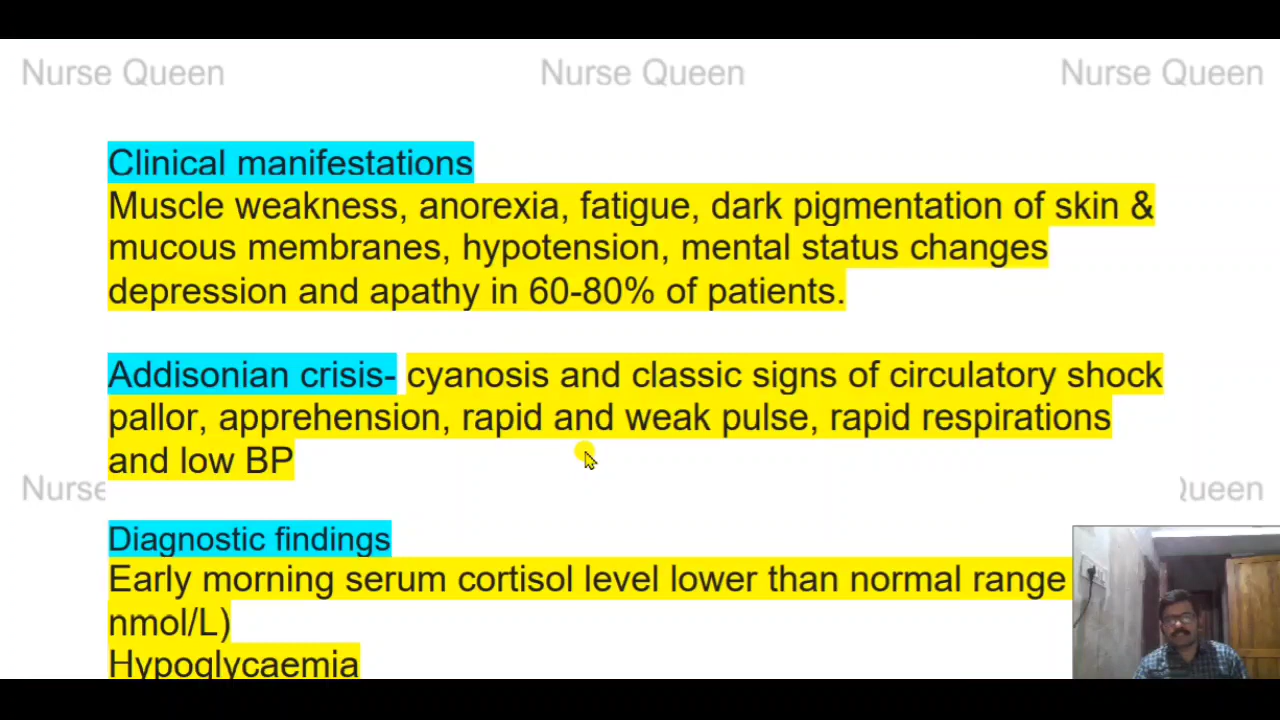 Nurse Queen Nurse Queen Nurse Queen
Clinical manifestations
Muscle weakness, anorexia, fatigue, dark pigmentation of skin &
mucous membranes, hypotension, mental status changes
depression and apathy in 60-80% of patients.
Addisonian crisis- cyanosis and classic signs of circulatory shock
pallor, apprehension, rapid and weak pulse, rapid respirations
and low BP
Nurse Queen
Diagnostic findings
Early morning serum cortisol level lower than normal range
nmol/L)
Hypoglycaemia